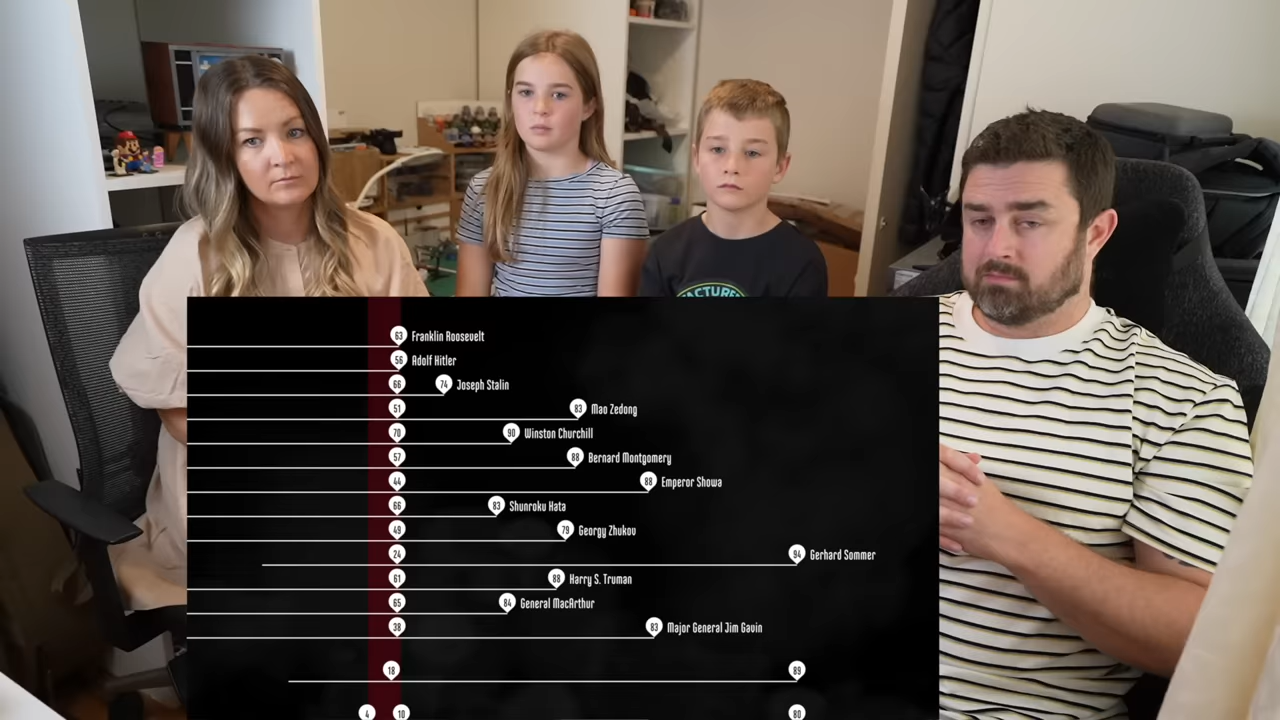 ACTURE
63 Franklin Roosevelt
56 Adolf Hitler
66 74 Joseph Stalin
51 83 Mao Zedong
70 90 Winston Churchill
57 88 Bernard Montgomery
44 88 Emperor Showa
66 83 Shunroku Hata
49 79 Georgy Zhukov
24 94 Gerhard Sommer
61 88 Harry S. Truman
65 84 General MacArthur
38 83 Major General Jim Gavin
18 89
4 10 80